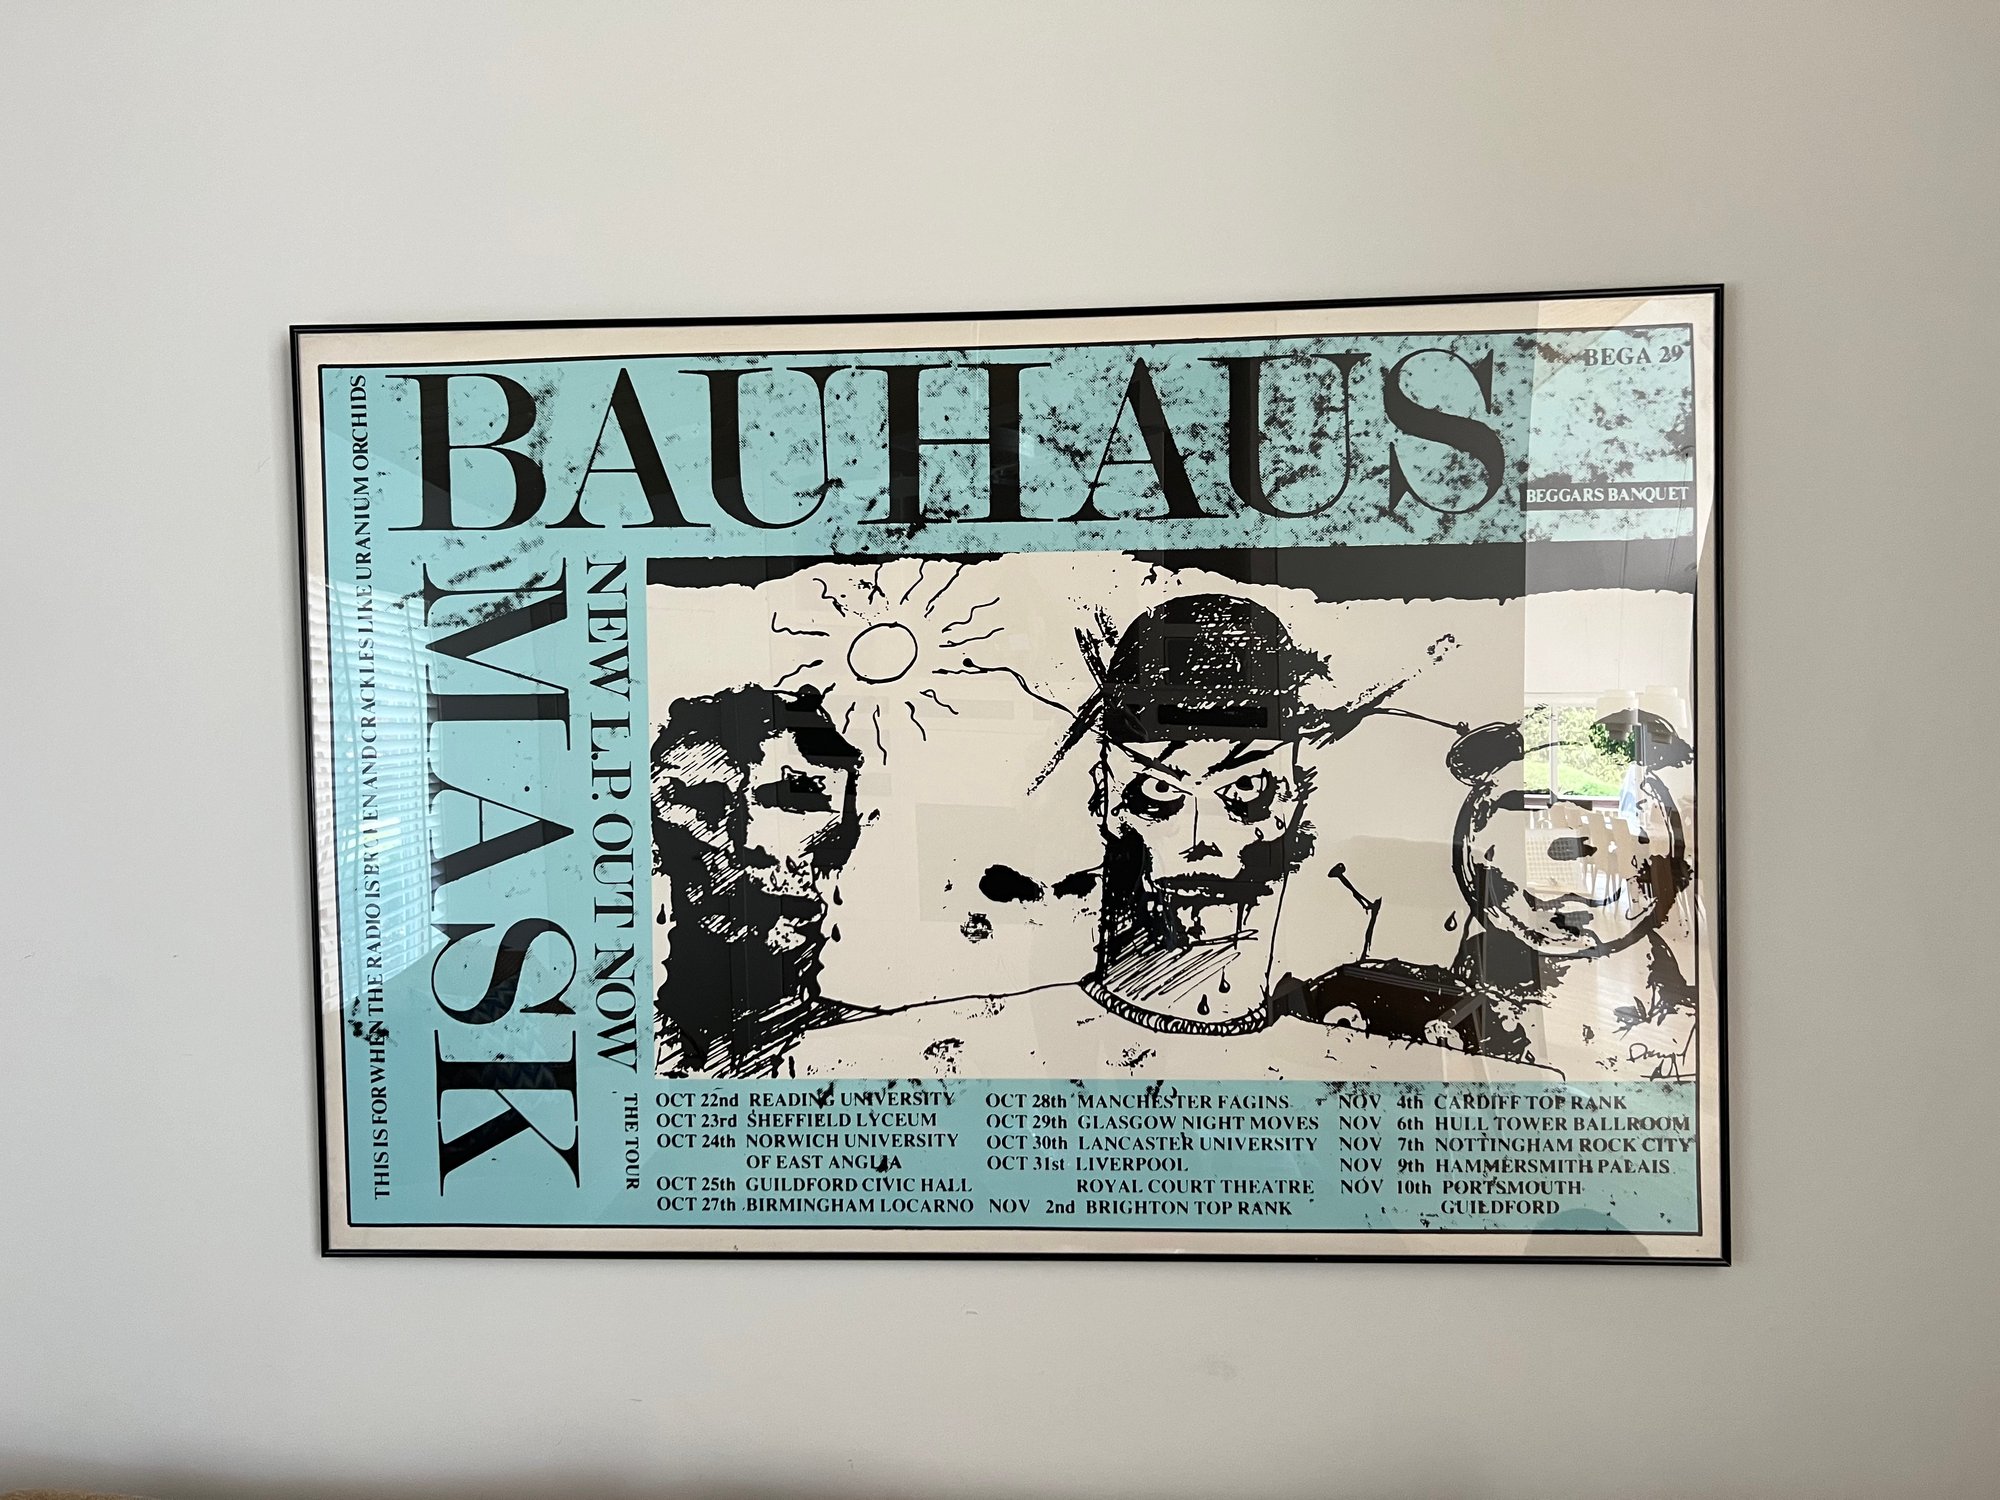 BAUHAUS
BEGA 29
BEGGARS BANQUET
THIS IS FOR WHEN THE RADIO IS BROKEN AND CRACKLES LIKE URANIUM ORCHIDS
MASK
NEW L.P. OUT NOW
THE TOUR
OCT 22nd READING UNIVERSITY
OCT 23rd SHEFFIELD LYCEUM
OCT 24th NORWICH UNIVERSITY
OF EAST ANGLIA
OCT 25th GUILDFORD CIVIC HALL
OCT 27th BIRMINGHAM LOCARNO
OCT 28th MANCHESTER FAGINS
OCT 29th GLASGOW NIGHT MOVES
OCT 30th LANCASTER UNIVERSITY
OCT 31st LIVERPOOL
ROYAL COURT THEATRE
NOV 2nd BRIGHTON TOP RANK
NOV 4th CARDIFF TOP RANK
NOV 6th HULL TOWER BALLROOM
NOV 7th NOTTINGHAM ROCK CITY
NOV 9th HAMMERSMITH PALAIS
NOV 10th PORTSMOUTH
GUILDFORD